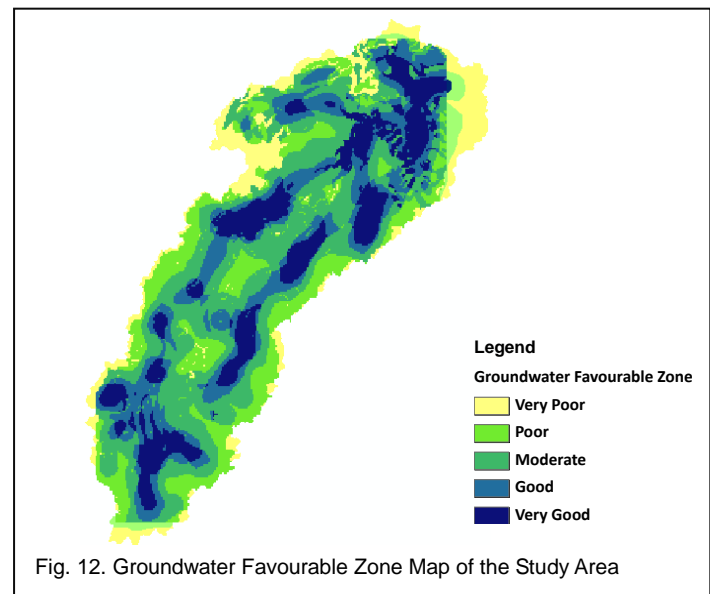 Legend
Groundwater Favourable Zone
Very Poor
Poor
Moderate
Good
Very Good
Fig. 12. Groundwater Favourable Zone Map of the Study Area